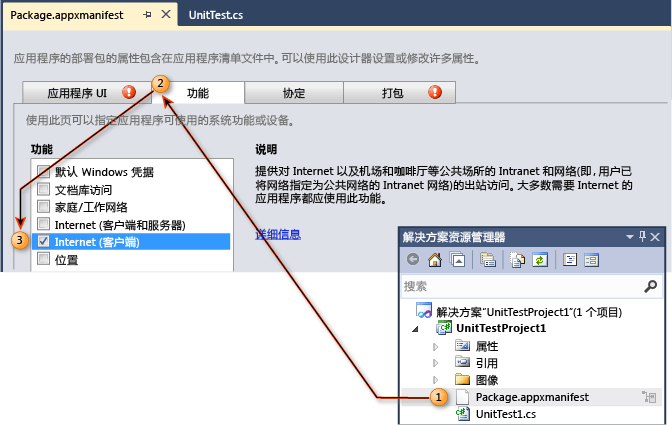 Package.appxmanifest
UnitTest.cs
应用程序的部署包的属性包含在应用程序清单文件中。可以使用此设计器设置或修改许多属性。
应用程序 UI
2
功能
协定
打包
使用此页可以指定应用程序可使用的系统功能或设备。
功能
默认 Windows 凭据
文档库访问
家庭/工作网络
Internet (客户端和服务器)
3
Internet (客户端)
位置
说明
提供对 Internet 以及机场和咖啡厅等公共场所的 Intranet 和网络(即,用户已
将网络指定为公共网络的 Intranet 网络)的出站访问。大多数需要 Internet 的
应用程序都应使用此功能。
详细信息
解决方案资源管理器
搜索
解决方案"UnitTestProject1"(1 个项目)
UnitTestProject1
属性
引用
图像
1
Package.appxmanifest
UnitTest1.cs